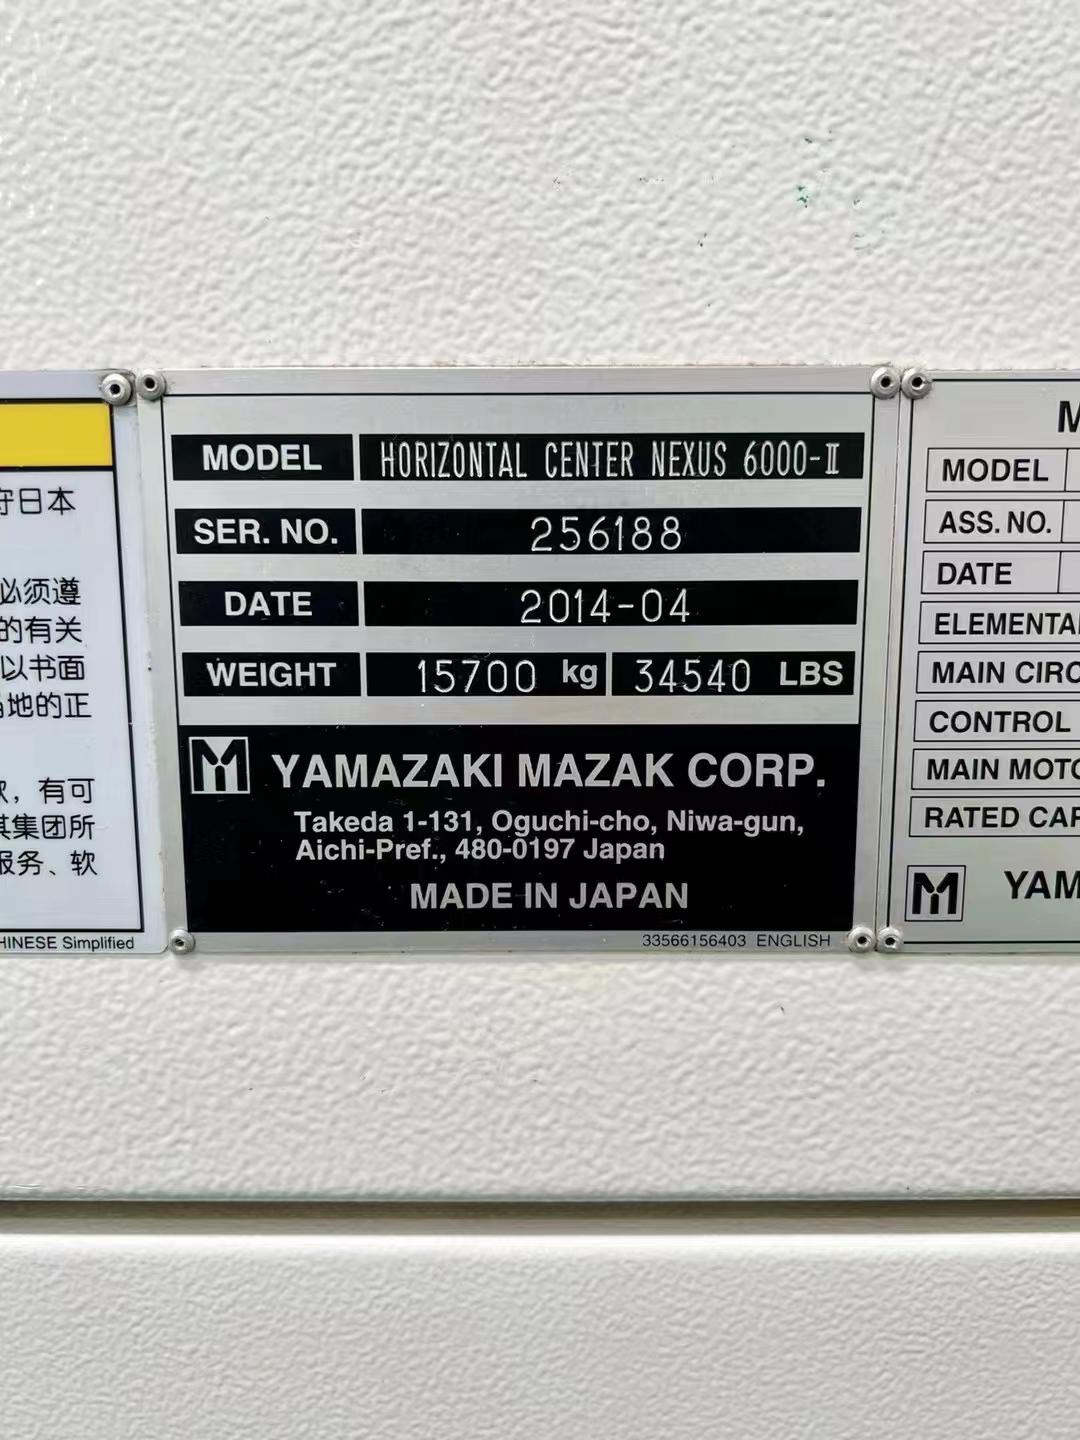 守日本
必须遵
的有关
以书面
当地的正
款，有可
其集团所
服务、软
HINESE Simplified
MODEL HORIZONTAL CENTER NEXUS 6000-II
SER. NO. 256188
DATE 2014-04
WEIGHT 15700 kg 34540 LBS
YAMAZAKI MAZAK CORP.
Takeda 1-131, Oguchi-cho, Niwa-gun,
Aichi-Pref., 480-0197 Japan
MADE IN JAPAN
33566156403 ENGLISH
M
MODEL
ASS. NO.
DATE
ELEMENTA
MAIN CIRC
CONTROL
MAIN MOTO
RATED CAP
YAM